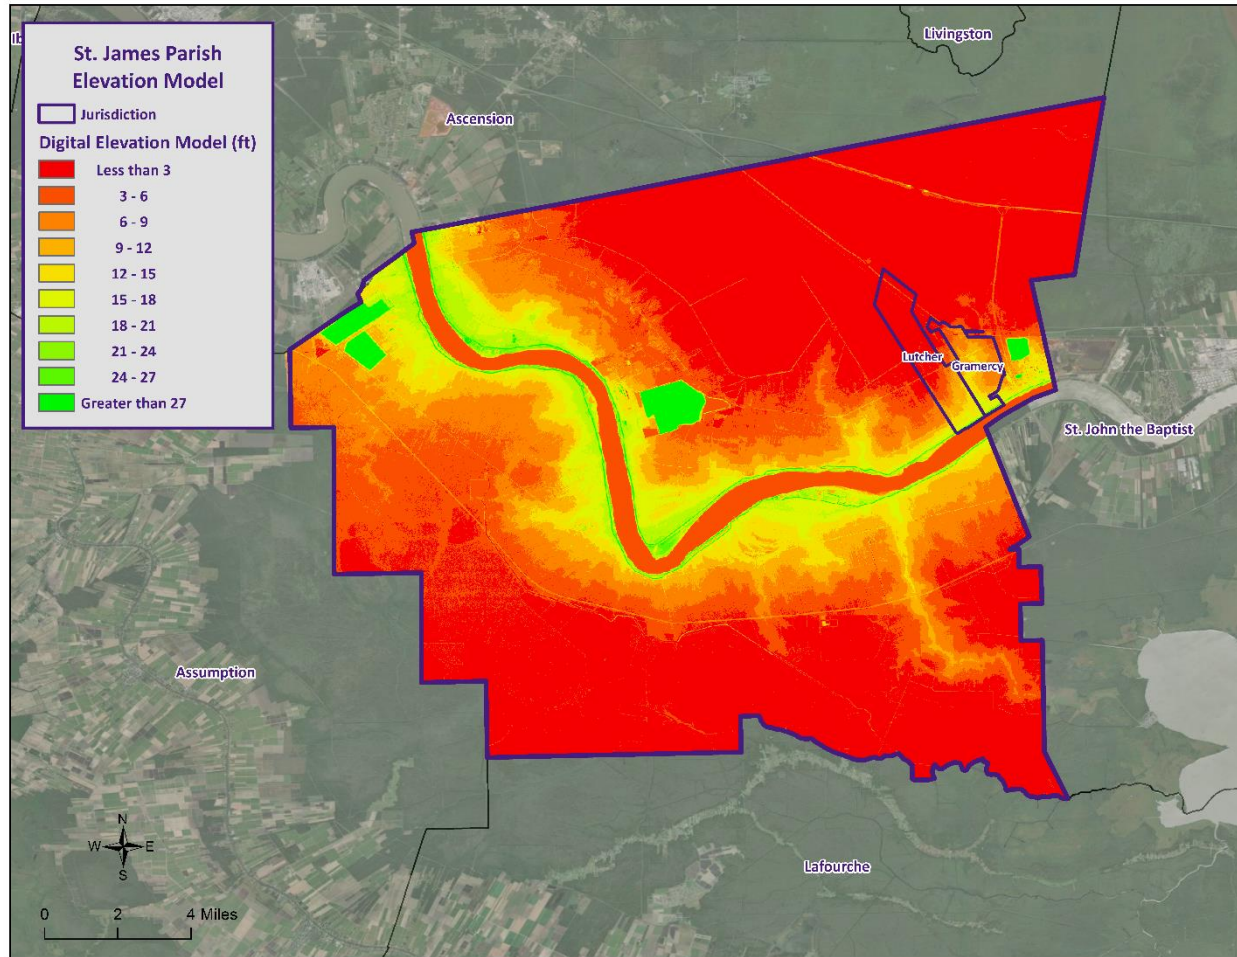 St. James Parish
Elevation Model
Jurisdiction
Digital Elevation Model (ft)
Less than 3
3 - 6
6 - 9
9 - 12
12 - 15
15 - 18
18 - 21
21 - 24
24 - 27
Greater than 27
Livingston
Ascension
Lutcher
Gramercy
St. John the Baptist
Assumption
Lafourche
N
W E
S
0 2 4 Miles